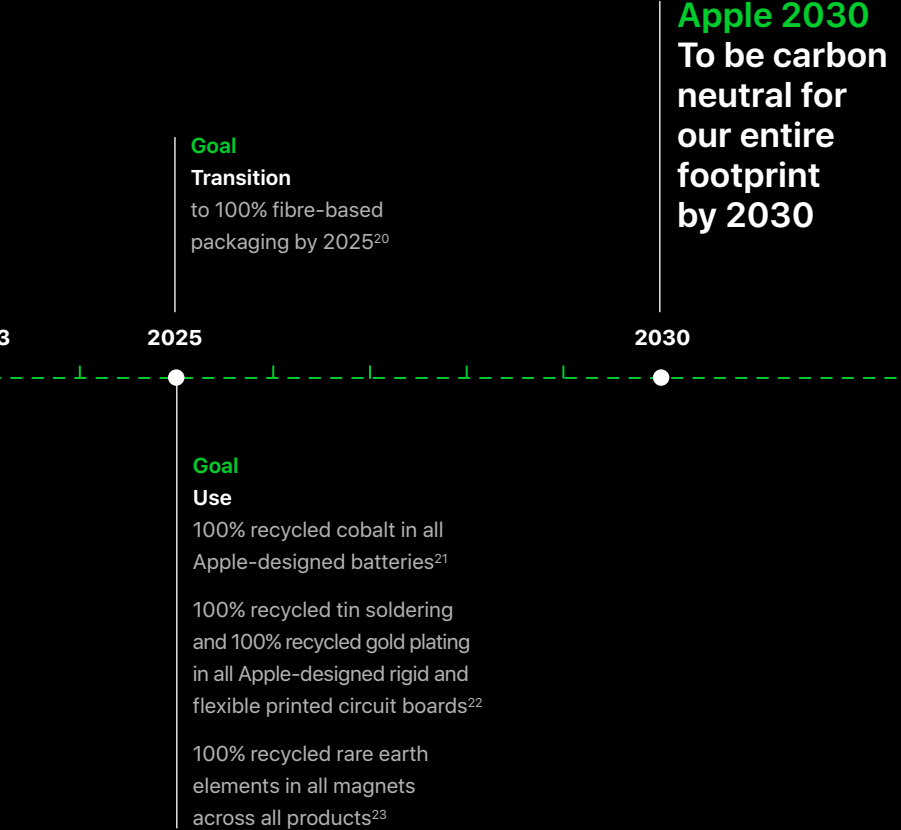 Apple 2030
To be carbon
neutral for
our entire
footprint
by 2030
Goal
Transition
to 100% fibre-based
packaging by 2025²⁰
3
2025
2030
Goal
Use
100% recycled cobalt in all
Apple-designed batteries²¹
100% recycled tin soldering
and 100% recycled gold plating
in all Apple-designed rigid and
flexible printed circuit boards²²
100% recycled rare earth
elements in all magnets
across all products²³